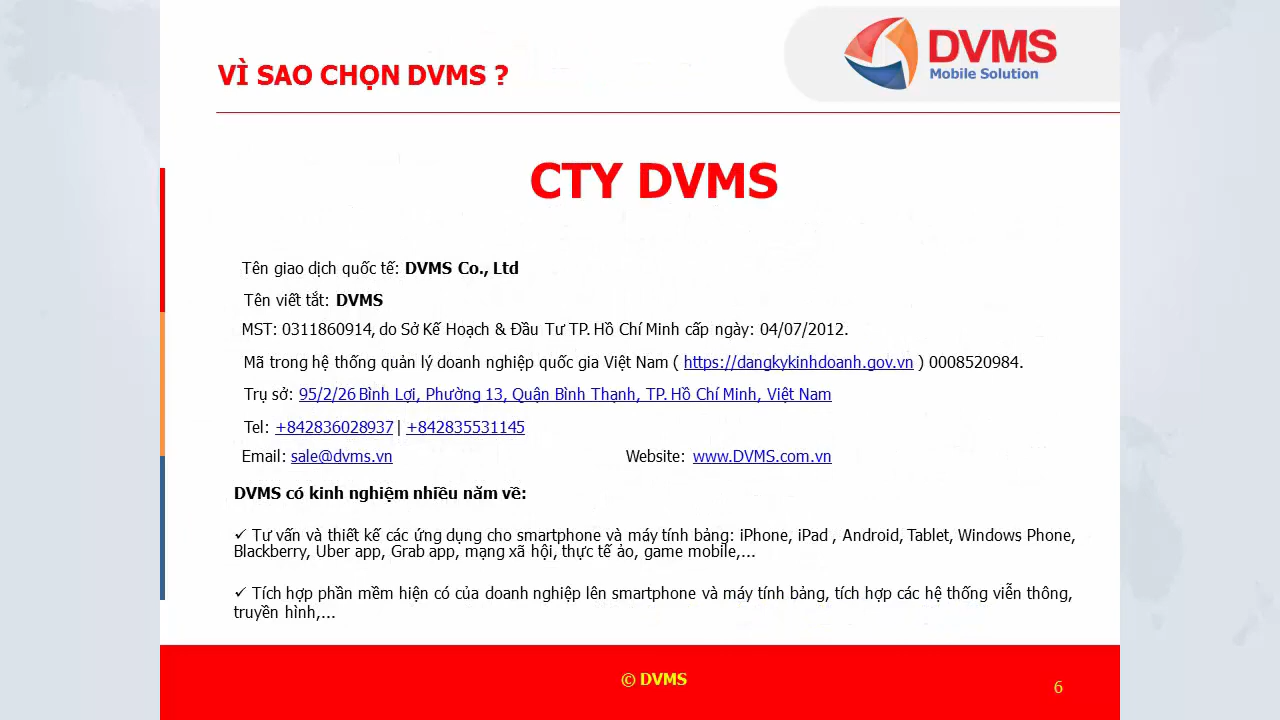 DVMS
Mobile Solution
VÌ SAO CHỌN DVMS ?
CTY DVMS
Tên giao dịch quốc tế: DVMS Co., Ltd
Tên viết tắt: DVMS
MST: 0311860914, do Sở Kế Hoạch & Đầu Tư TP. Hồ Chí Minh cấp ngày: 04/07/2012.
Mã trong hệ thống quản lý doanh nghiệp quốc gia Việt Nam ( https://dangkykinhdoanh.gov.vn ) 0008520984.
Trụ sở: 95/2/26 Bình Lợi, Phường 13, Quận Bình Thạnh, TP. Hồ Chí Minh, Việt Nam
Tel: +842836028937 | +842835531145
Email: sale@dvms.vn Website: www.DVMS.com.vn
DVMS có kinh nghiệm nhiều năm về:
✓ Tư vấn và thiết kế các ứng dụng cho smartphone và máy tính bảng: iPhone, iPad , Android, Tablet, Windows Phone,
Blackberry, Uber app, Grab app, mạng xã hội, thực tế ảo, game mobile,...
✓ Tích hợp phần mềm hiện có của doanh nghiệp lên smartphone và máy tính bảng, tích hợp các hệ thống viễn thông,
truyền hình,...
© DVMS
6